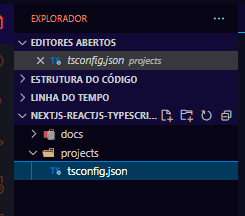 EXPLORADOR
EDITORES ABERTOS
tsconfig.json projects
ESTRUTURA DO CÓDIGO
LINHA DO TEMPO
NEXTJS-REACTJS-TYPESCRI...
docs
projects
tsconfig.json